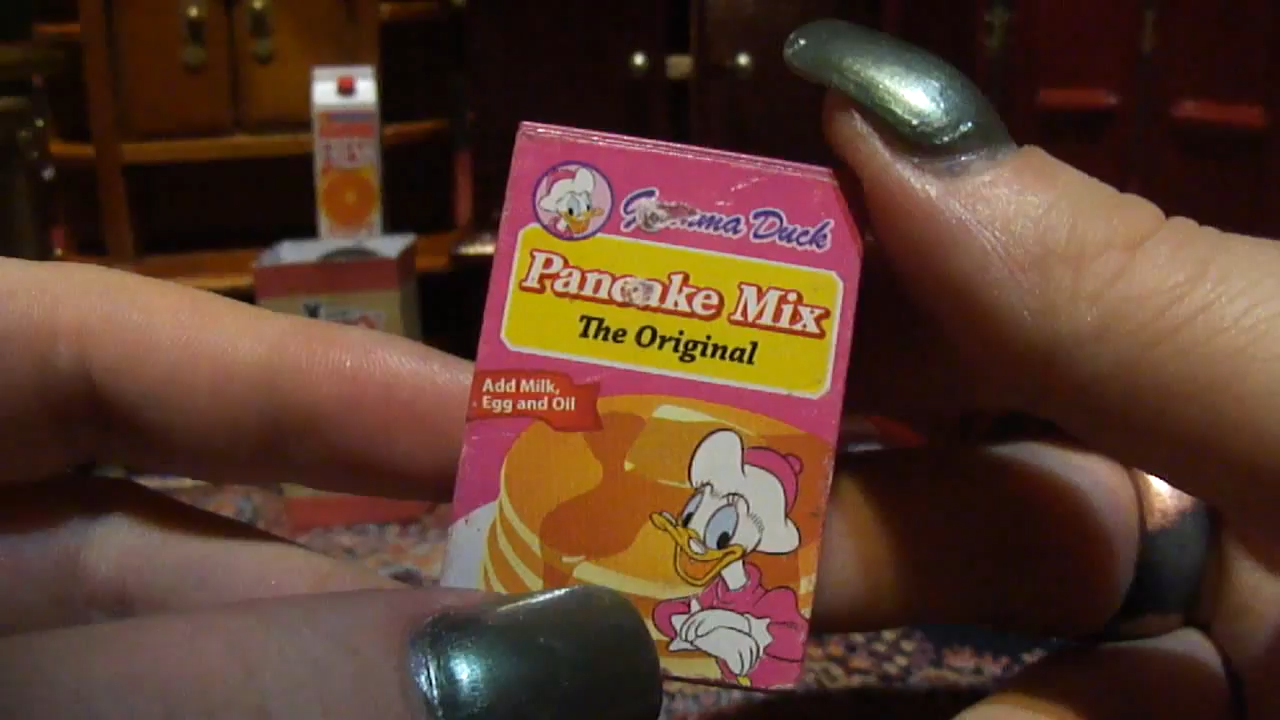 Duck
Pancake Mix
The Original
Add Milk,
Egg and Oil